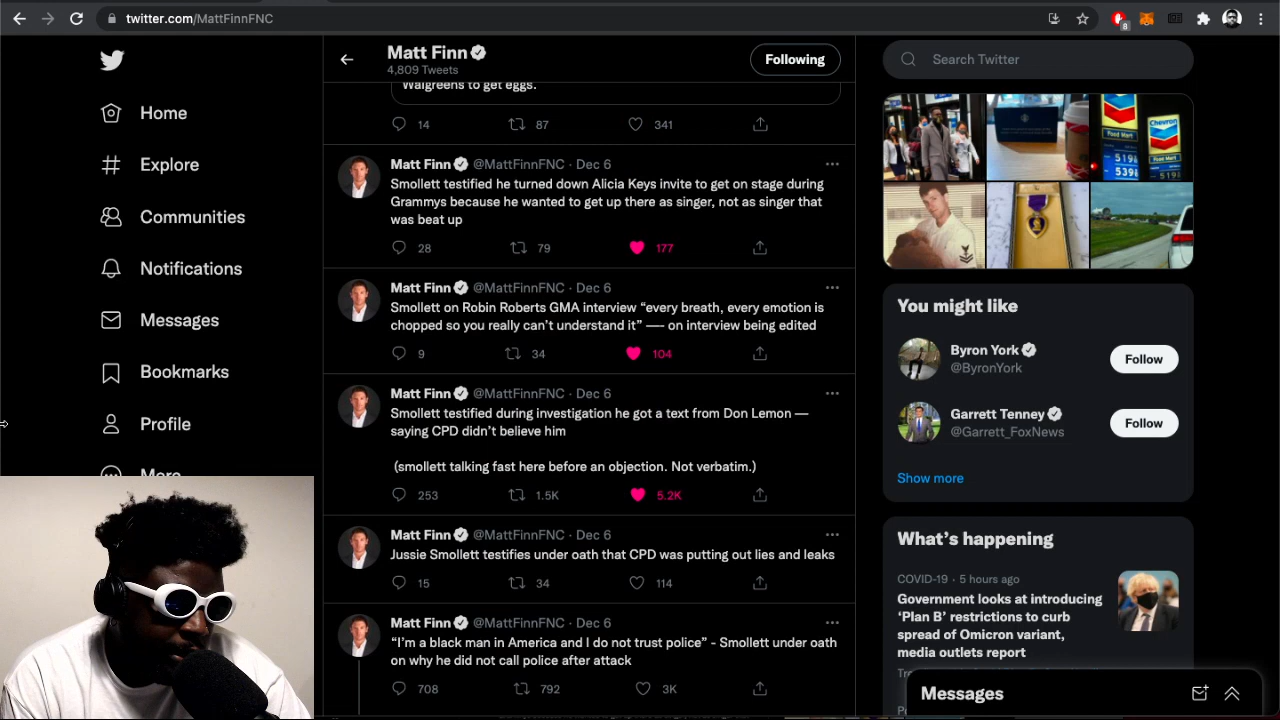 twitter.com/MattFinnFNC
8
Home
Explore
Communities
Notifications
Messages
Bookmarks
Profile
More
Matt Finn
4,809 Tweets
Following
Walgreens to get eggs.
14 87 341
Matt Finn @MattFinnFNC · Dec 6
Smollett testified he turned down Alicia Keys invite to get on stage during
Grammys because he wanted to get up there as singer, not as singer that
was beat up
28 79 177
Matt Finn @MattFinnFNC · Dec 6
Smollett on Robin Roberts GMA interview “every breath, every emotion is
chopped so you really can’t understand it” —- on interview being edited
9 34 104
Matt Finn @MattFinnFNC · Dec 6
Smollett testified during investigation he got a text from Don Lemon —
saying CPD didn’t believe him
(smollett talking fast here before an objection. Not verbatim.)
253 1.5K 5.2K
Matt Finn @MattFinnFNC · Dec 6
Jussie Smollett testifies under oath that CPD was putting out lies and leaks
15 34 114
Matt Finn @MattFinnFNC · Dec 6
“I’m a black man in America and I do not trust police” - Smollett under oath
on why he did not call police after attack
708 792 3K
Search Twitter
Chevron
Food Mart
Chevron
Food Mart
519
539
You might like
Byron York
@ByronYork
Follow
Garrett Tenney
@Garrett_FoxNews
Follow
Show more
What’s happening
COVID-19 · 5 hours ago
Government looks at introducing
‘Plan B’ restrictions to curb
spread of Omicron variant,
media outlets report
Messages